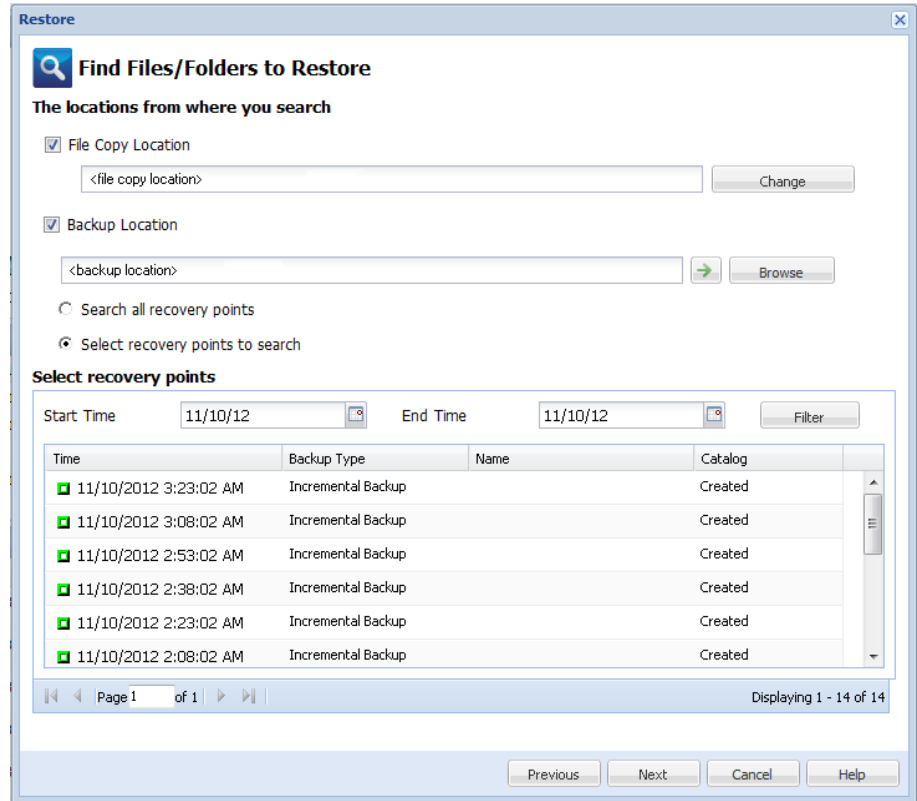 Restore
Find Files/Folders to Restore
The locations from where you search
File Copy Location
<file copy location>
Change
Backup Location
<backup location>
Browse
Search all recovery points
Select recovery points to search
Select recovery points
Start Time 11/10/12 End Time 11/10/12 Filter
Time Backup Type Name Catalog
11/10/2012 3:23:02 AM Incremental Backup Created
11/10/2012 3:08:02 AM Incremental Backup Created
11/10/2012 2:53:02 AM Incremental Backup Created
11/10/2012 2:38:02 AM Incremental Backup Created
11/10/2012 2:23:02 AM Incremental Backup Created
11/10/2012 2:08:02 AM Incremental Backup Created
Page 1 of 1 Displaying 1 - 14 of 14
Previous Next Cancel Help